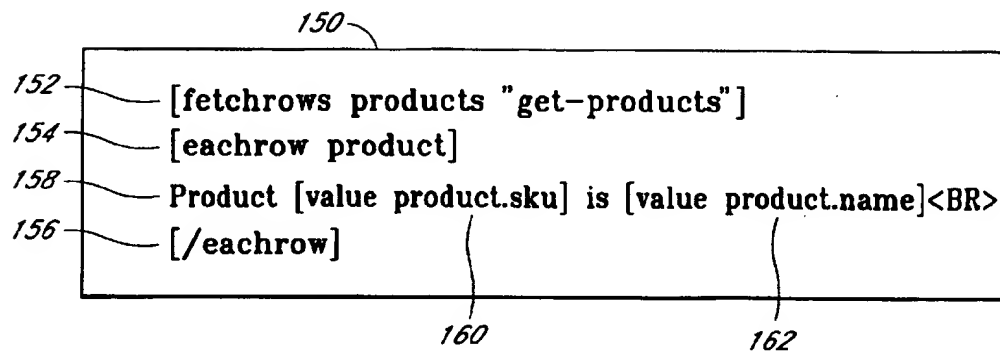 150
152 [fetchrows products "get-products"]
154 [eachrow product]
158 Product [value product.sku] is [value product.name]<BR>
156 [/eachrow]
160 162